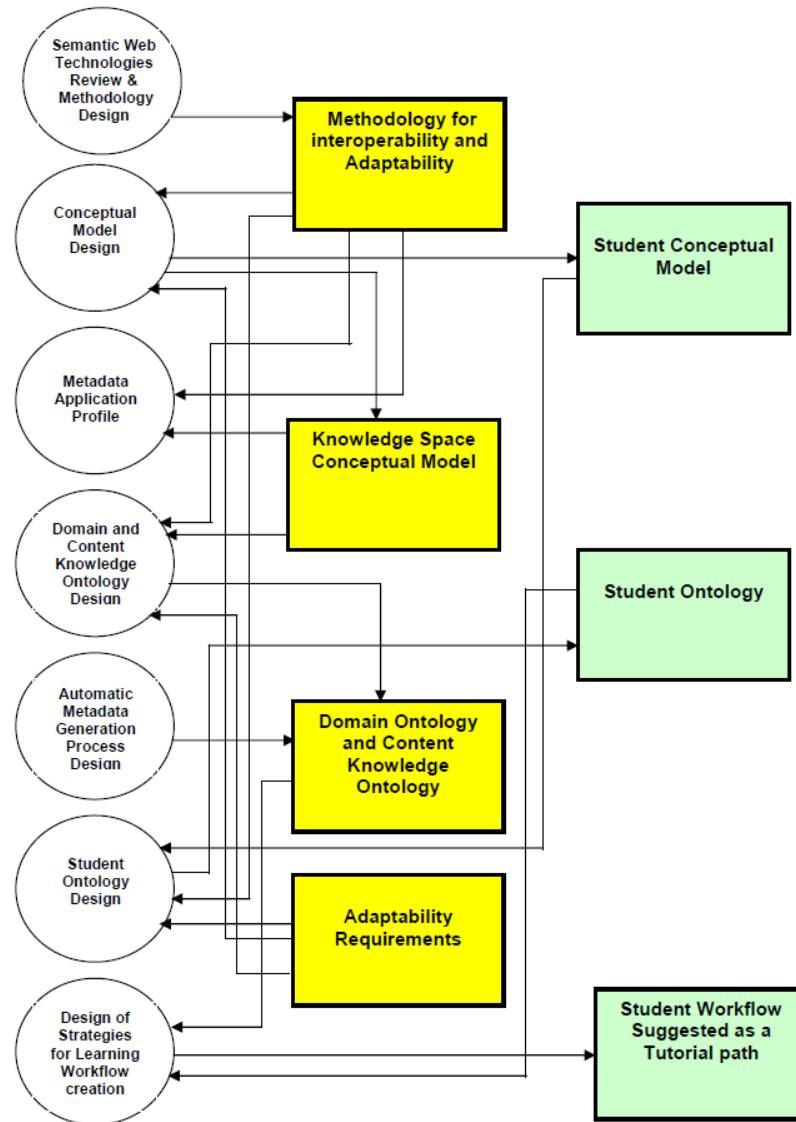 Semantic Web
Technologies
Review &
Methodology
Design
Methodology for
interoperability and
Adaptability
Conceptual
Model
Design
Student Conceptual
Model
Metadata
Application
Profile
Knowledge Space
Conceptual Model
Domain and
Content
Knowledge
Ontology
Design
Student Ontology
Automatic
Metadata
Generation
Process
Design
Domain Ontology
and Content
Knowledge
Ontology
Student
Ontology
Design
Adaptability
Requirements
Design of
Strategies
for Learning
Workflow
creation
Student Workflow
Suggested as a
Tutorial path